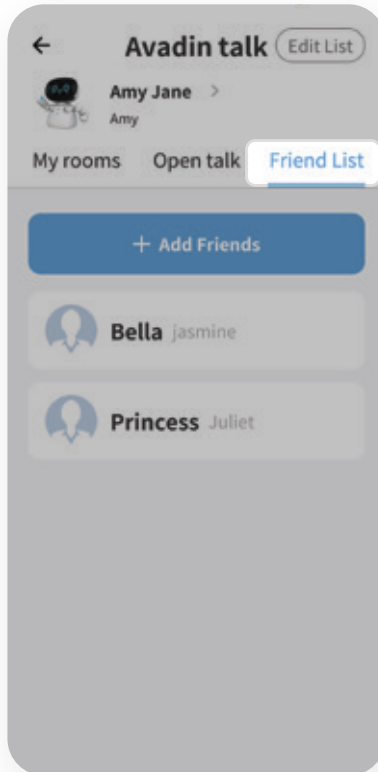 Avadin talk Edit List
Amy Jane
Amy
My rooms Open talk Friend List
+ Add Friends
Bella jasmine
Princess Juliet